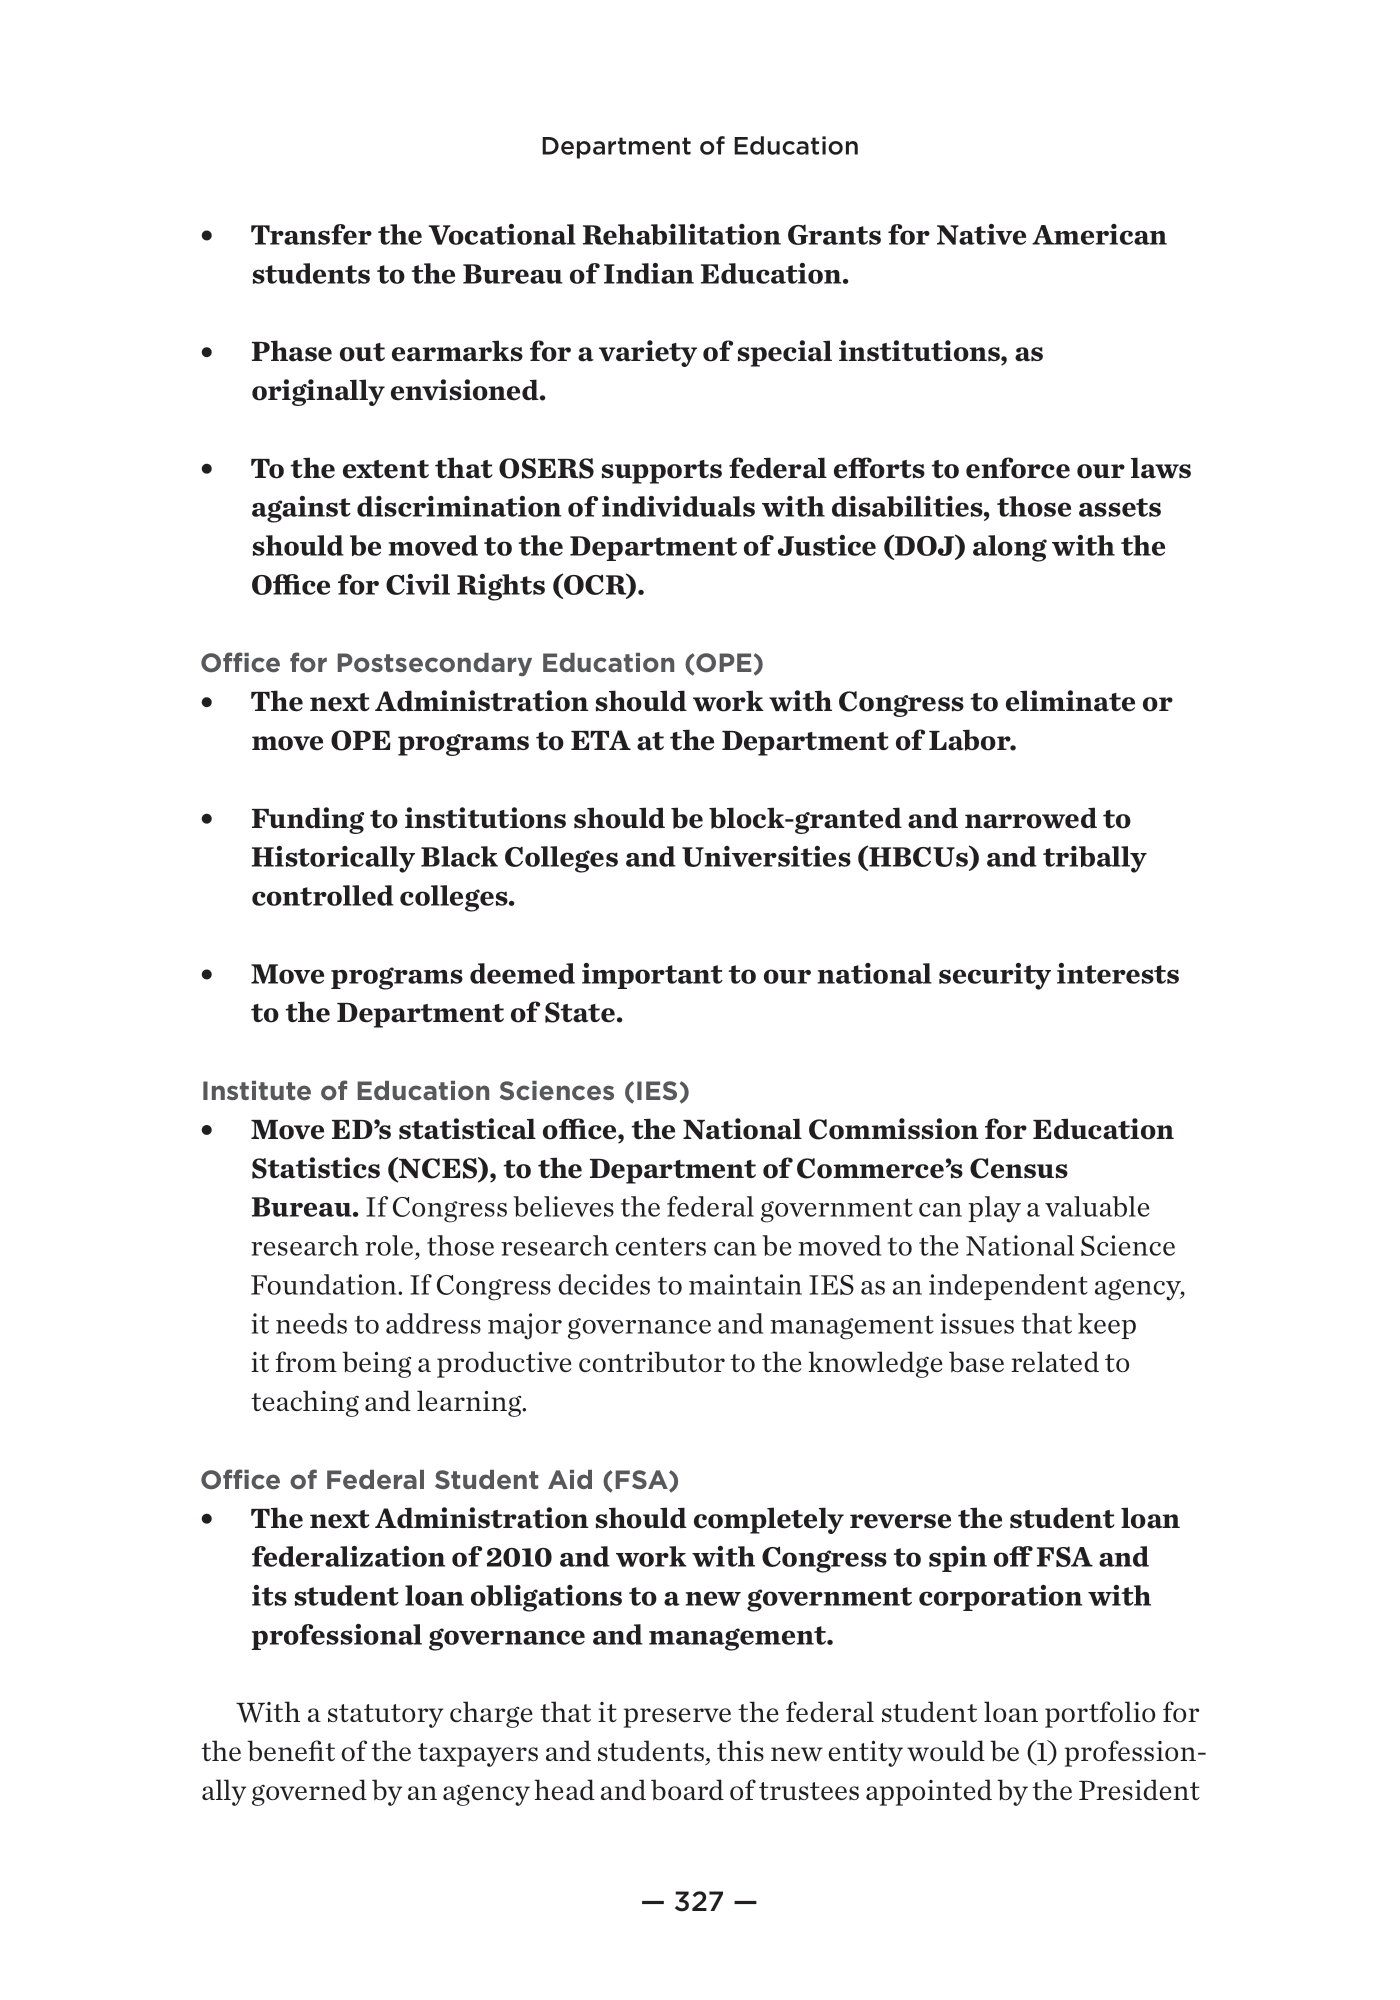 Department of Education
• Transfer the Vocational Rehabilitation Grants for Native American
students to the Bureau of Indian Education.
• Phase out earmarks for a variety of special institutions, as
originally envisioned.
• To the extent that OSERS supports federal efforts to enforce our laws
against discrimination of individuals with disabilities, those assets
should be moved to the Department of Justice (DOJ) along with the
Office for Civil Rights (OCR).
Office for Postsecondary Education (OPE)
• The next Administration should work with Congress to eliminate or
move OPE programs to ETA at the Department of Labor.
• Funding to institutions should be block-granted and narrowed to
Historically Black Colleges and Universities (HBCUs) and tribally
controlled colleges.
• Move programs deemed important to our national security interests
to the Department of State.
Institute of Education Sciences (IES)
• Move ED’s statistical office, the National Commission for Education
Statistics (NCES), to the Department of Commerce’s Census
Bureau. If Congress believes the federal government can play a valuable
research role, those research centers can be moved to the National Science
Foundation. If Congress decides to maintain IES as an independent agency,
it needs to address major governance and management issues that keep
it from being a productive contributor to the knowledge base related to
teaching and learning.
Office of Federal Student Aid (FSA)
• The next Administration should completely reverse the student loan
federalization of 2010 and work with Congress to spin off FSA and
its student loan obligations to a new government corporation with
professional governance and management.
With a statutory charge that it preserve the federal student loan portfolio for
the benefit of the taxpayers and students, this new entity would be (1) profession-
ally governed by an agency head and board of trustees appointed by the President
— 327 —